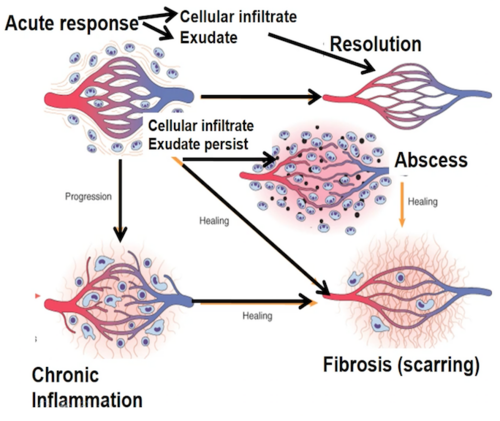 Acute response
Cellular infiltrate
Exudate
Resolution
Cellular infiltrate
Exudate persist
Abscess
Progression
Healing
Healing
Healing
Chronic
Inflammation
Fibrosis (scarring)